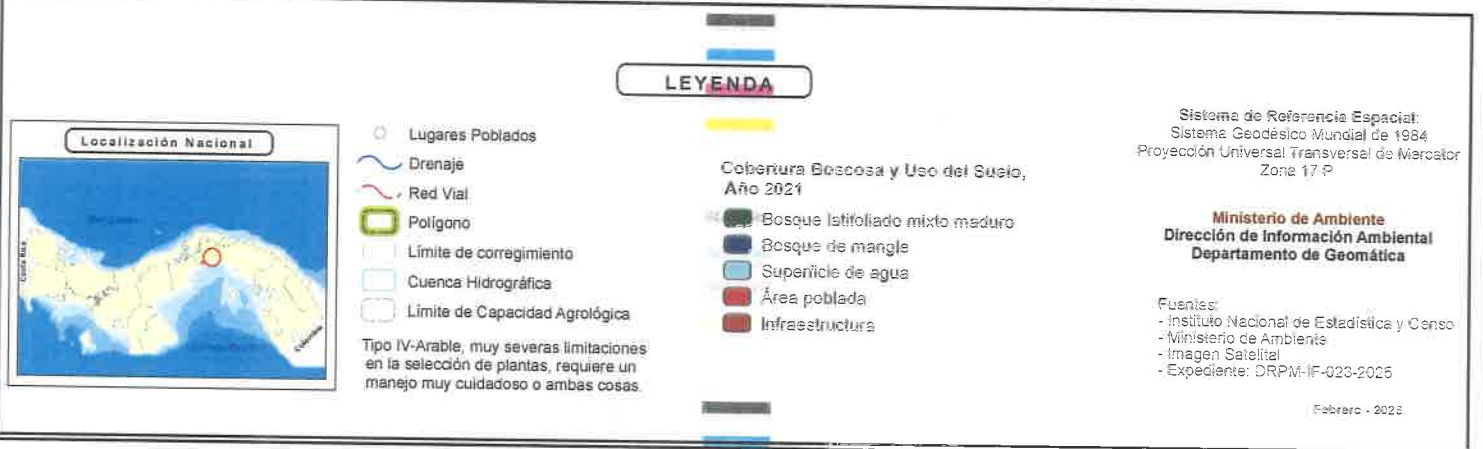 LEYENDA
Localización Nacional
Costa Rica
Colombia
Lugares Poblados
Drenaje
Red Vial
Polígono
Límite de corregimiento
Cuenca Hidrográfica
Límite de Capacidad Agrológica
Tipo IV-Arable, muy severas limitaciones
en la selección de plantas, requiere un
manejo muy cuidadoso o ambas cosas.
Cobertura Boscosa y Uso del Suelo,
Año 2021
Bosque latifoliado mixto maduro
Bosque de mangle
Superficie de agua
Área poblada
Infraestructura
Sistema de Referencia Espacial:
Sistema Geodésico Mundial de 1984
Proyección Universal Transversal de Mercator
Zona 17 P
Ministerio de Ambiente
Dirección de Información Ambiental
Departamento de Geomática
Fuentes:
- Instituto Nacional de Estadística y Censo
- Ministerio de Ambiente
- Imagen Satelital
- Expediente: DRPM-IF-023-2025
Febrero - 2025